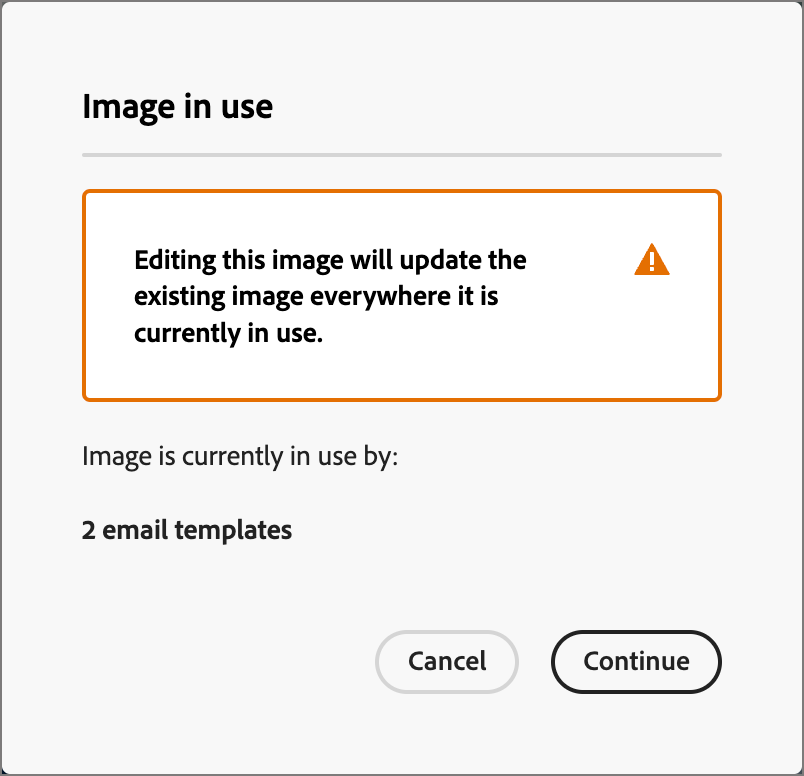 Image in use
Editing this image will update the
existing image everywhere it is
currently in use.
Image is currently in use by:
2 email templates
Cancel
Continue